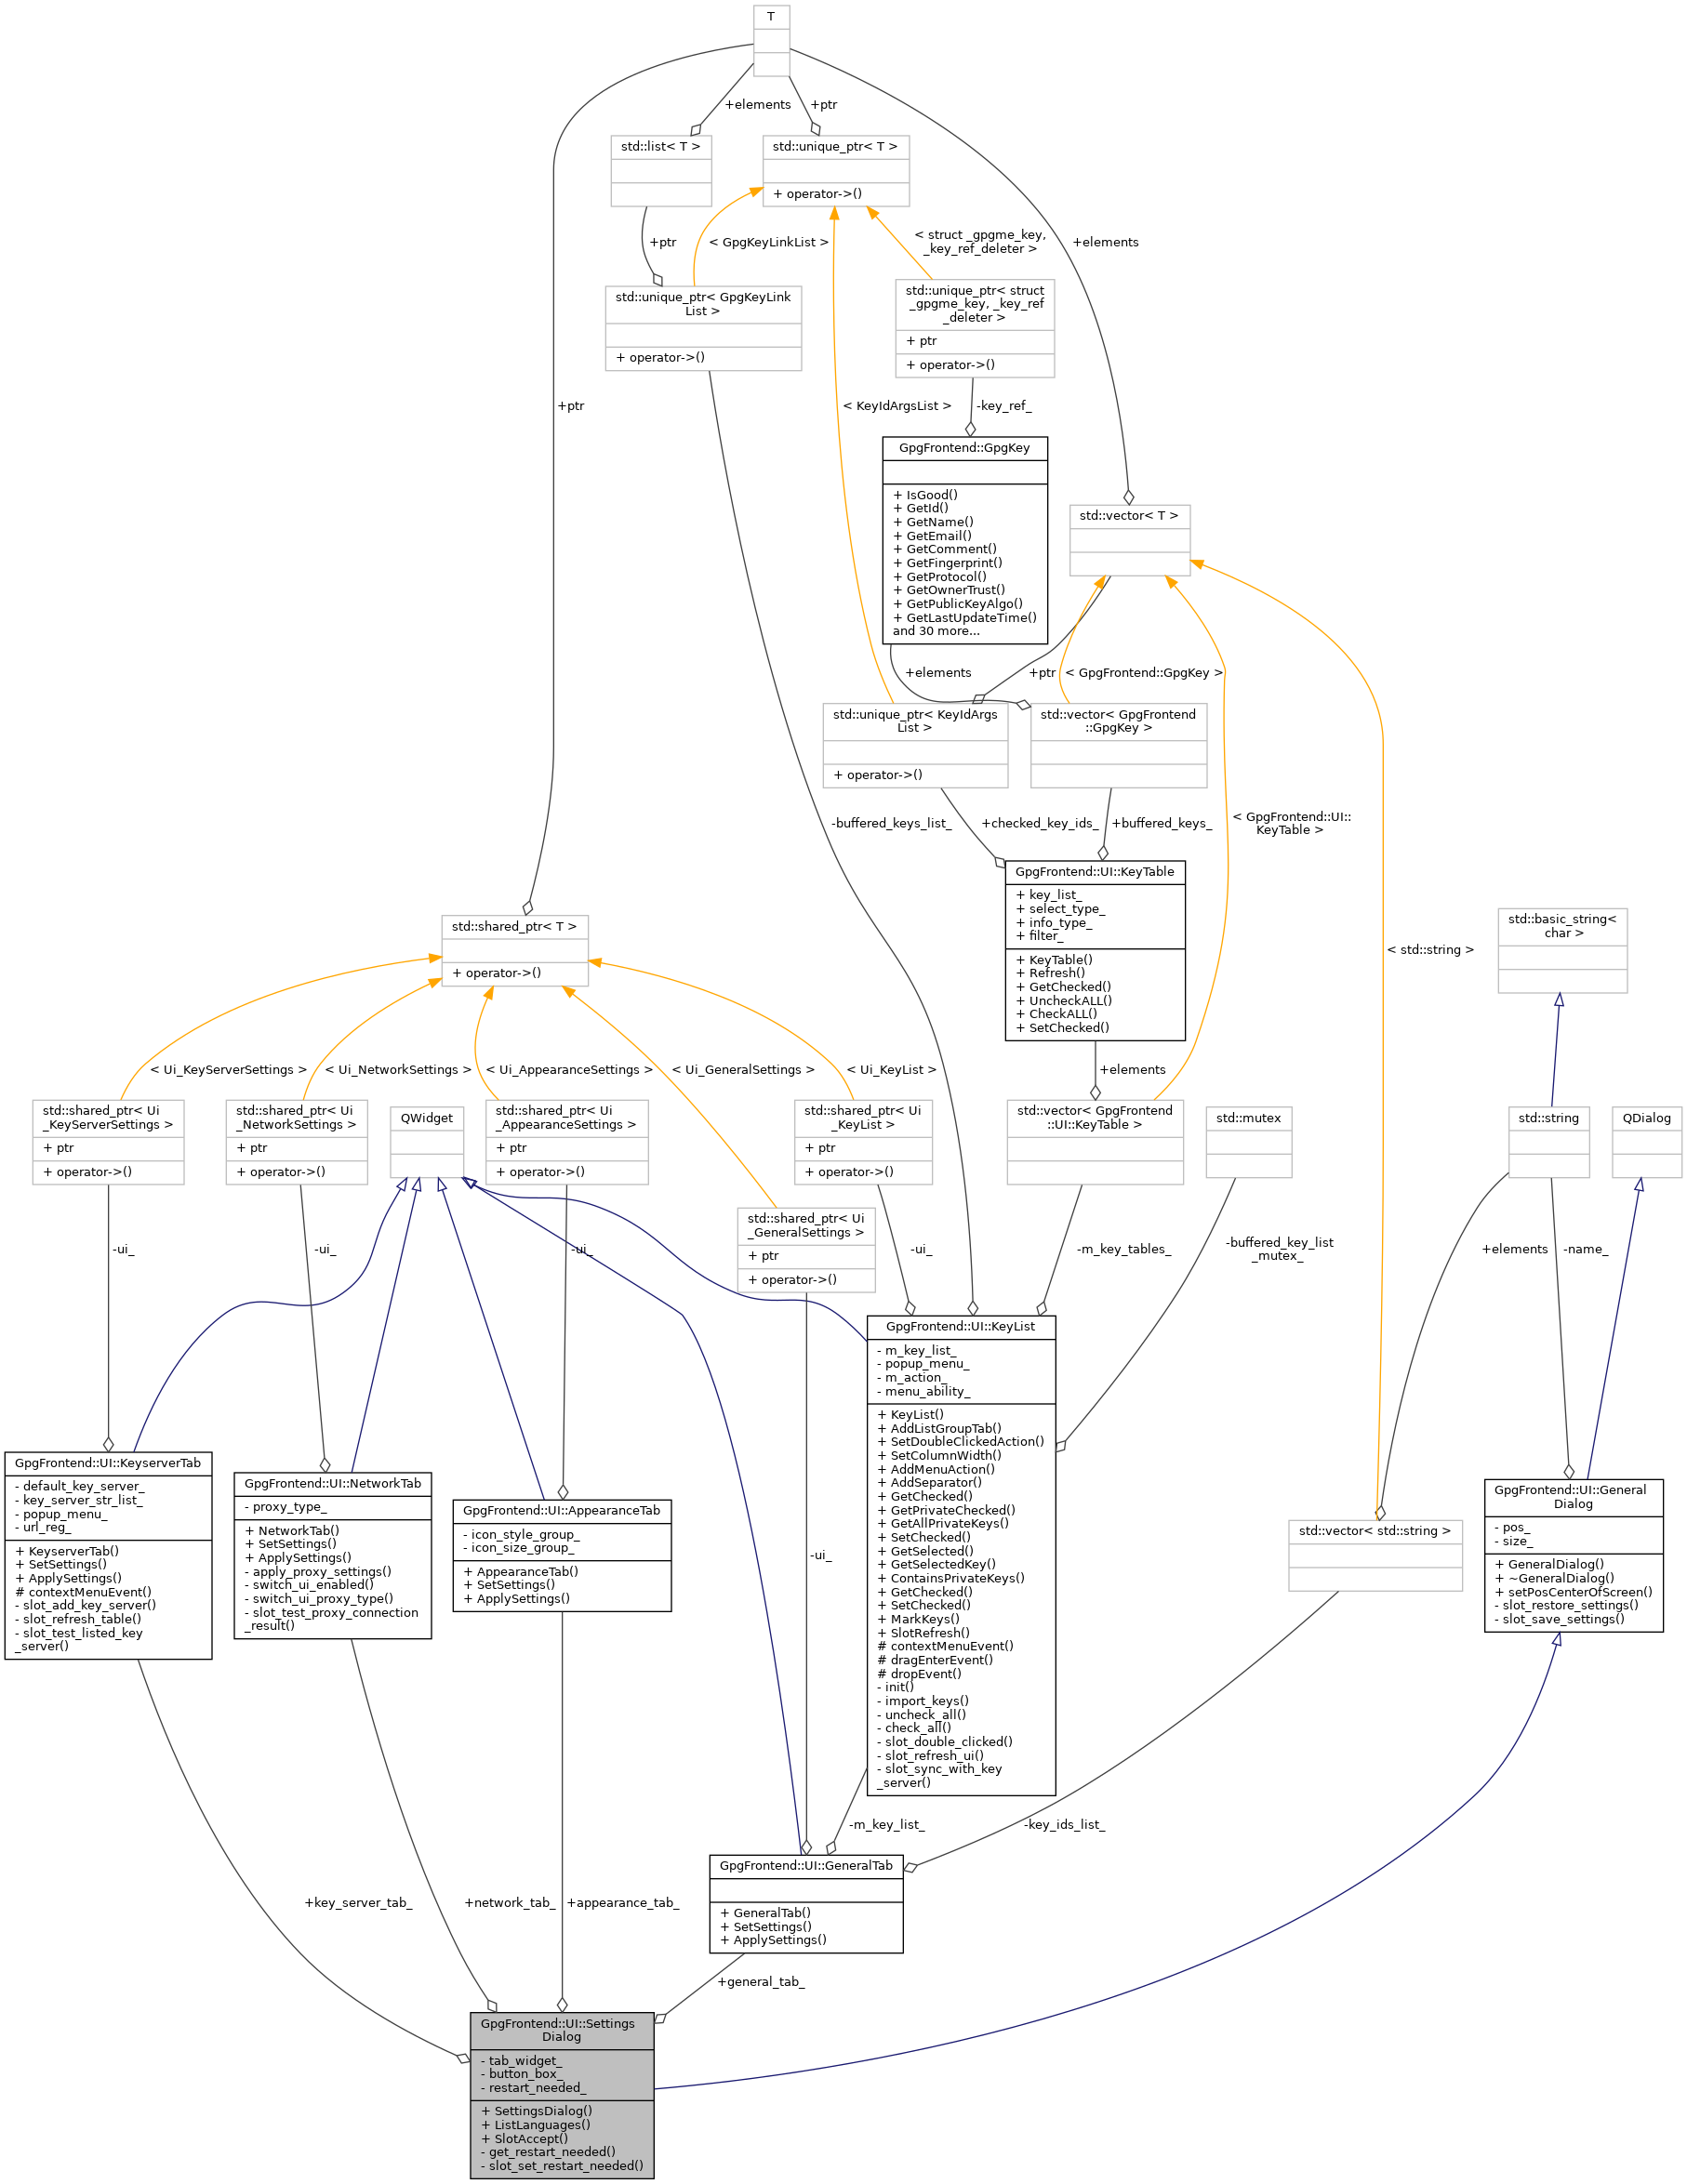 T
+elements
+ptr
std::list< T >
std::unique_ptr< T >
+ operator->()
+ptr
< GpgKeyLinkList >
< struct _gpgme_key,
_key_ref_deleter >
+elements
std::unique_ptr< GpgKeyLink
List >
+ operator->()
std::unique_ptr< struct
_gpgme_key, _key_ref
_deleter >
+ ptr
+ operator->()
+ptr
< KeyIdArgsList >
-key_ref_
GpgFrontend::GpgKey
+ IsGood()
+ GetId()
+ GetName()
+ GetEmail()
+ GetComment()
+ GetFingerprint()
+ GetProtocol()
+ GetOwnerTrust()
+ GetPublicKeyAlgo()
+ GetLastUpdateTime()
and 30 more...
std::vector< T >
+elements
+ptr
< GpgFrontend::GpgKey >
std::unique_ptr< KeyIdArgs
List >
+ operator->()
std::vector< GpgFrontend
::GpgKey >
-buffered_keys_list_
+checked_key_ids_
+buffered_keys_
< GpgFrontend::UI::
KeyTable >
GpgFrontend::UI::KeyTable
+ key_list_
+ select_type_
+ info_type_
+ filter_
+ KeyTable()
+ Refresh()
+ GetChecked()
+ UncheckALL()
+ CheckALL()
+ SetChecked()
std::shared_ptr< T >
+ operator->()
< std::string >
std::basic_string<
char >
< Ui_KeyServerSettings >
< Ui_NetworkSettings >
< Ui_AppearanceSettings >
< Ui_GeneralSettings >
< Ui_KeyList >
+elements
std::shared_ptr< Ui
_KeyServerSettings >
+ ptr
+ operator->()
std::shared_ptr< Ui
_NetworkSettings >
+ ptr
+ operator->()
QWidget
std::shared_ptr< Ui
_AppearanceSettings >
+ ptr
+ operator->()
std::shared_ptr< Ui
_KeyList >
+ ptr
+ operator->()
std::vector< GpgFrontend
::UI::KeyTable >
std::mutex
std::string
QDialog
std::shared_ptr< Ui
_GeneralSettings >
+ ptr
+ operator->()
-ui_
-ui_
-ui_
-ui_
-m_key_tables_
-buffered_key_list
_mutex_
+elements
-name_
GpgFrontend::UI::KeyList
- m_key_list_
- popup_menu_
- m_action_
- menu_ability_
+ KeyList()
+ AddListGroupTab()
+ SetDoubleClickedAction()
+ SetColumnWidth()
+ AddMenuAction()
+ AddSeparator()
+ GetChecked()
+ GetPrivateChecked()
+ GetAllPrivateKeys()
+ SetChecked()
+ GetSelected()
+ GetSelectedKey()
+ ContainsPrivateKeys()
+ GetChecked()
+ SetChecked()
+ MarkKeys()
+ SlotRefresh()
# contextMenuEvent()
# dragEnterEvent()
# dropEvent()
- init()
- import_keys()
- uncheck_all()
- check_all()
- slot_double_clicked()
- slot_refresh_ui()
- slot_sync_with_key
_server()
GpgFrontend::UI::KeyserverTab
- default_key_server_
- key_server_str_list_
- popup_menu_
- url_reg_
+ KeyserverTab()
+ SetSettings()
+ ApplySettings()
# contextMenuEvent()
- slot_add_key_server()
- slot_refresh_table()
- slot_test_listed_key
_server()
GpgFrontend::UI::NetworkTab
- proxy_type_
+ NetworkTab()
+ SetSettings()
+ ApplySettings()
- apply_proxy_settings()
- switch_ui_enabled()
- switch_ui_proxy_type()
- slot_test_proxy_connection
_result()
GpgFrontend::UI::AppearanceTab
- icon_style_group_
- icon_size_group_
+ AppearanceTab()
+ SetSettings()
+ ApplySettings()
-ui_
std::vector< std::string >
GpgFrontend::UI::General
Dialog
- pos_
- size_
+ GeneralDialog()
+ ~GeneralDialog()
+ setPosCenterOfScreen()
- slot_restore_settings()
- slot_save_settings()
-m_key_list_
-key_ids_list_
GpgFrontend::UI::GeneralTab
+ GeneralTab()
+ SetSettings()
+ ApplySettings()
+key_server_tab_
+network_tab_
+appearance_tab_
+general_tab_
GpgFrontend::UI::Settings
Dialog
- tab_widget_
- button_box_
- restart_needed_
+ SettingsDialog()
+ ListLanguages()
+ SlotAccept()
- get_restart_needed()
- slot_set_restart_needed()